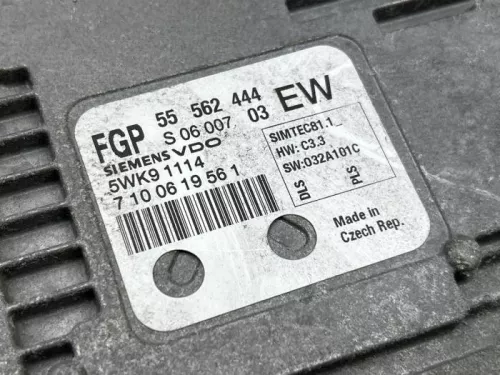 FGP 55 562 444 EW
S 06 007 03
SIEMENS VDO
5WK9 1114
7 10 06 19 56 1
SIMTEC81.1_
HW: C3.3
SW:032A101C
DLS PLS
Made in
Czech Rep.